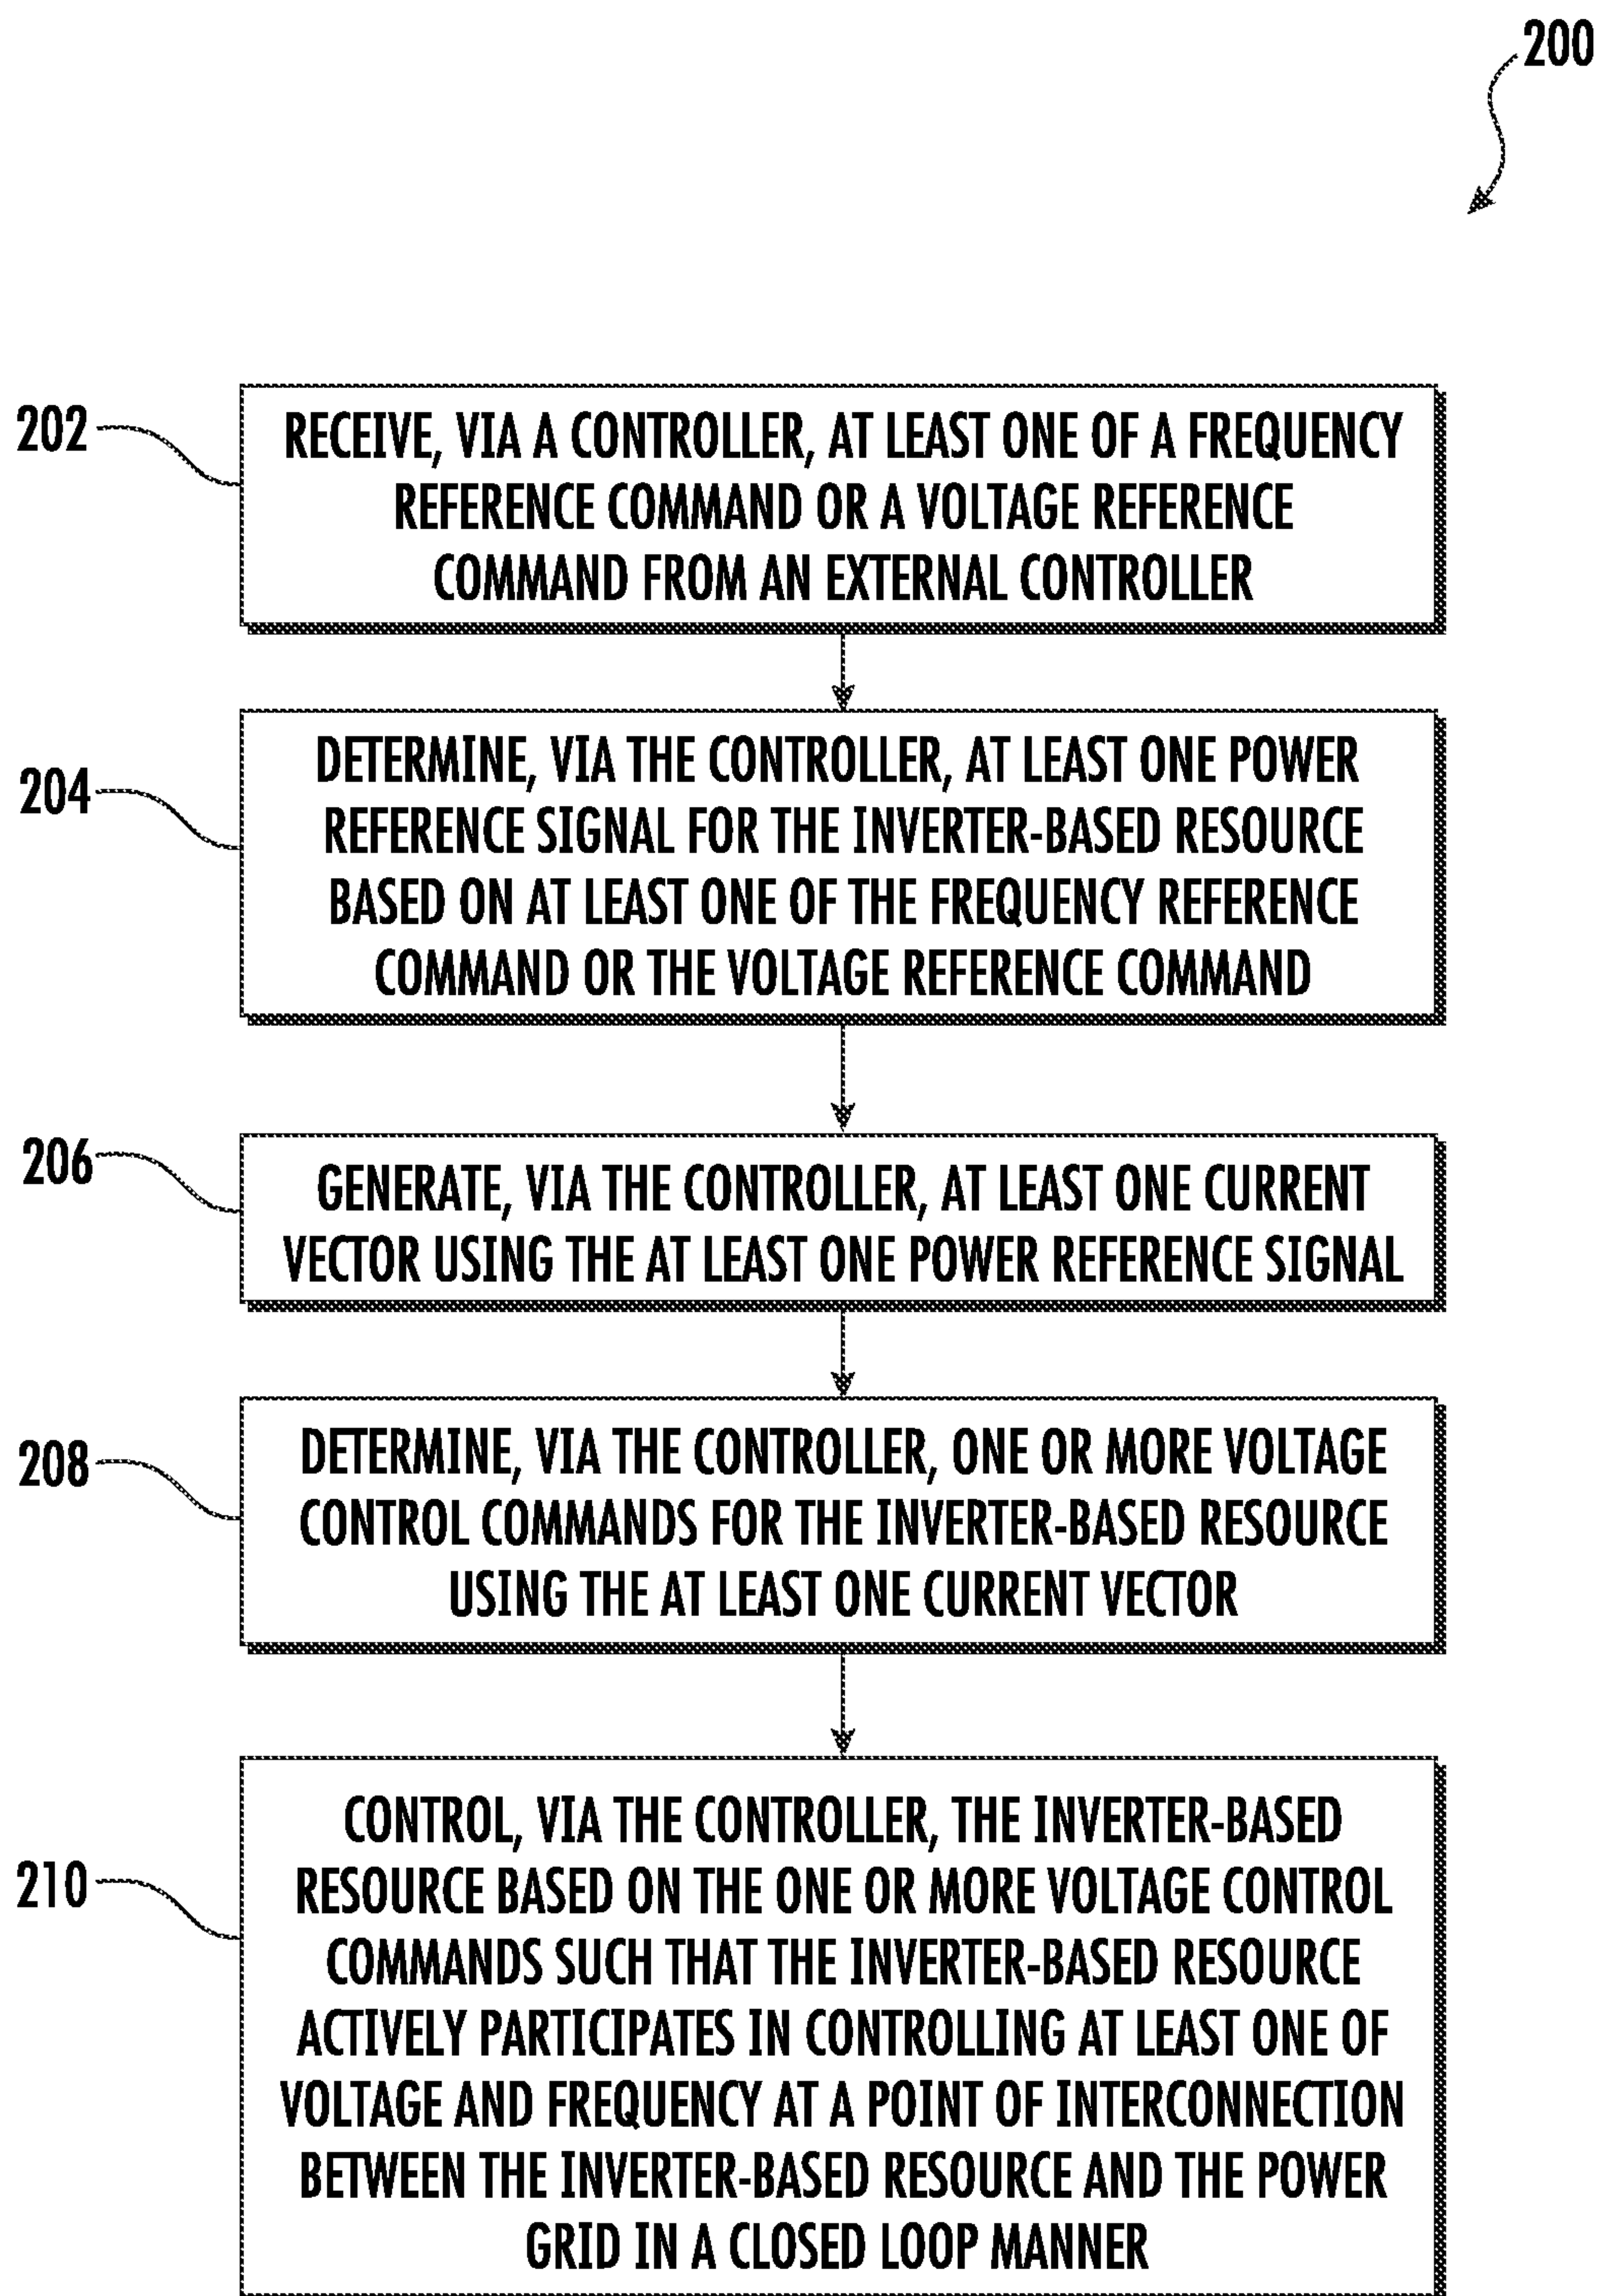 200
202
RECEIVE, VIA A CONTROLLER, AT LEAST ONE OF A FREQUENCY
REFERENCE COMMAND OR A VOLTAGE REFERENCE
COMMAND FROM AN EXTERNAL CONTROLLER
204
DETERMINE, VIA THE CONTROLLER, AT LEAST ONE POWER
REFERENCE SIGNAL FOR THE INVERTER-BASED RESOURCE
BASED ON AT LEAST ONE OF THE FREQUENCY REFERENCE
COMMAND OR THE VOLTAGE REFERENCE COMMAND
206
GENERATE, VIA THE CONTROLLER, AT LEAST ONE CURRENT
VECTOR USING THE AT LEAST ONE POWER REFERENCE SIGNAL
208
DETERMINE, VIA THE CONTROLLER, ONE OR MORE VOLTAGE
CONTROL COMMANDS FOR THE INVERTER-BASED RESOURCE
USING THE AT LEAST ONE CURRENT VECTOR
210
CONTROL, VIA THE CONTROLLER, THE INVERTER-BASED
RESOURCE BASED ON THE ONE OR MORE VOLTAGE CONTROL
COMMANDS SUCH THAT THE INVERTER-BASED RESOURCE
ACTIVELY PARTICIPATES IN CONTROLLING AT LEAST ONE OF
VOLTAGE AND FREQUENCY AT A POINT OF INTERCONNECTION
BETWEEN THE INVERTER-BASED RESOURCE AND THE POWER
GRID IN A CLOSED LOOP MANNER